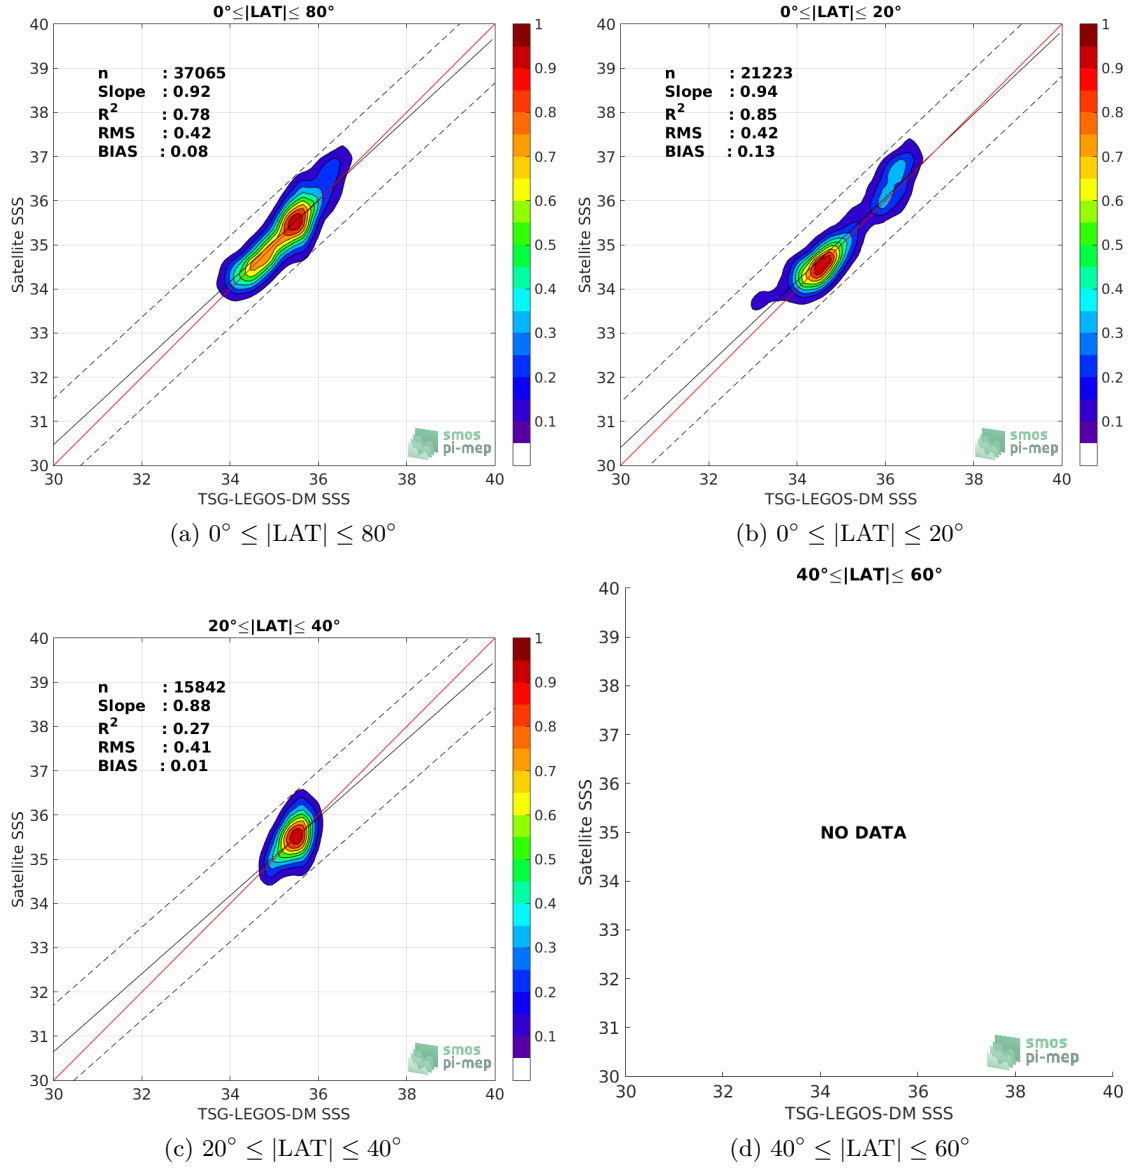 0°≤|LAT|≤ 80°
n : 37065
Slope : 0.92
R² : 0.78
RMS : 0.42
BIAS : 0.08
40
39
38
37
36
35
34
33
32
31
30
Satellite SSS
30 32 34 36 38 40
TSG-LEGOS-DM SSS
1
0.9
0.8
0.7
0.6
0.5
0.4
0.3
0.2
0.1
smos
pi-mep
(a) 0° ≤ |LAT| ≤ 80°
0°≤|LAT|≤ 20°
n : 21223
Slope : 0.94
R² : 0.85
RMS : 0.42
BIAS : 0.13
40
39
38
37
36
35
34
33
32
31
30
Satellite SSS
30 32 34 36 38 40
TSG-LEGOS-DM SSS
1
0.9
0.8
0.7
0.6
0.5
0.4
0.3
0.2
0.1
smos
pi-mep
(b) 0° ≤ |LAT| ≤ 20°
20°≤|LAT|≤ 40°
n : 15842
Slope : 0.88
R² : 0.27
RMS : 0.41
BIAS : 0.01
40
39
38
37
36
35
34
33
32
31
30
Satellite SSS
30 32 34 36 38 40
TSG-LEGOS-DM SSS
1
0.9
0.8
0.7
0.6
0.5
0.4
0.3
0.2
0.1
smos
pi-mep
(c) 20° ≤ |LAT| ≤ 40°
40°≤|LAT|≤ 60°
40
39
38
37
36
35
34
33
32
31
30
Satellite SSS
NO DATA
30 32 34 36 38 40
TSG-LEGOS-DM SSS
smos
pi-mep
(d) 40° ≤ |LAT| ≤ 60°